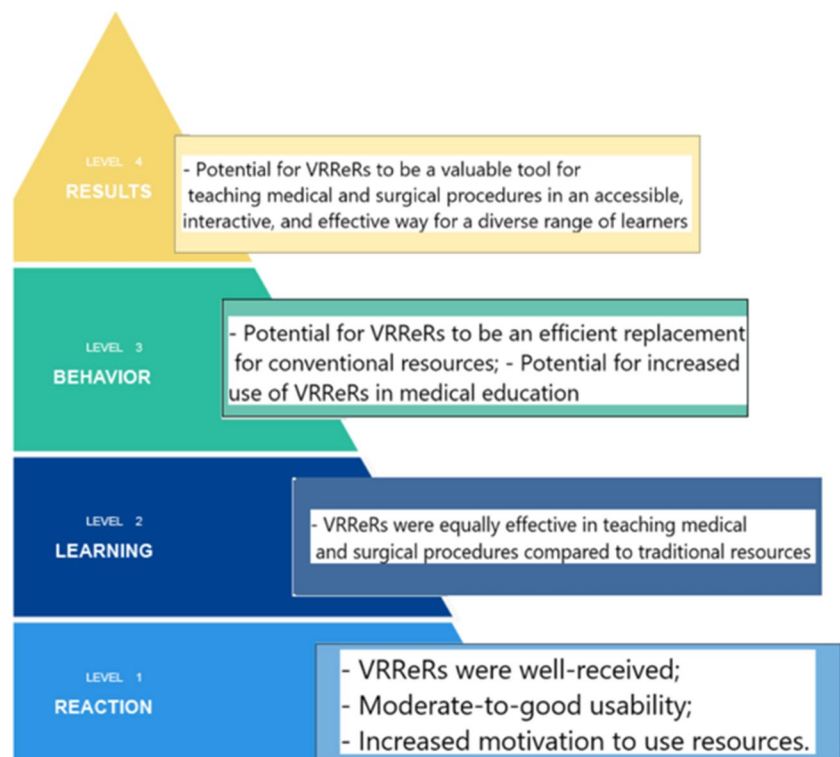 LEVEL 4
RESULTS
- Potential for VRReRs to be a valuable tool for
teaching medical and surgical procedures in an accessible,
interactive, and effective way for a diverse range of learners
LEVEL 3
BEHAVIOR
- Potential for VRReRs to be an efficient replacement
for conventional resources; - Potential for increased
use of VRReRs in medical education
LEVEL 2
LEARNING
- VRReRs were equally effective in teaching medical
and surgical procedures compared to traditional resources
LEVEL 1
REACTION
- VRReRs were well-received;
- Moderate-to-good usability;
- Increased motivation to use resources.